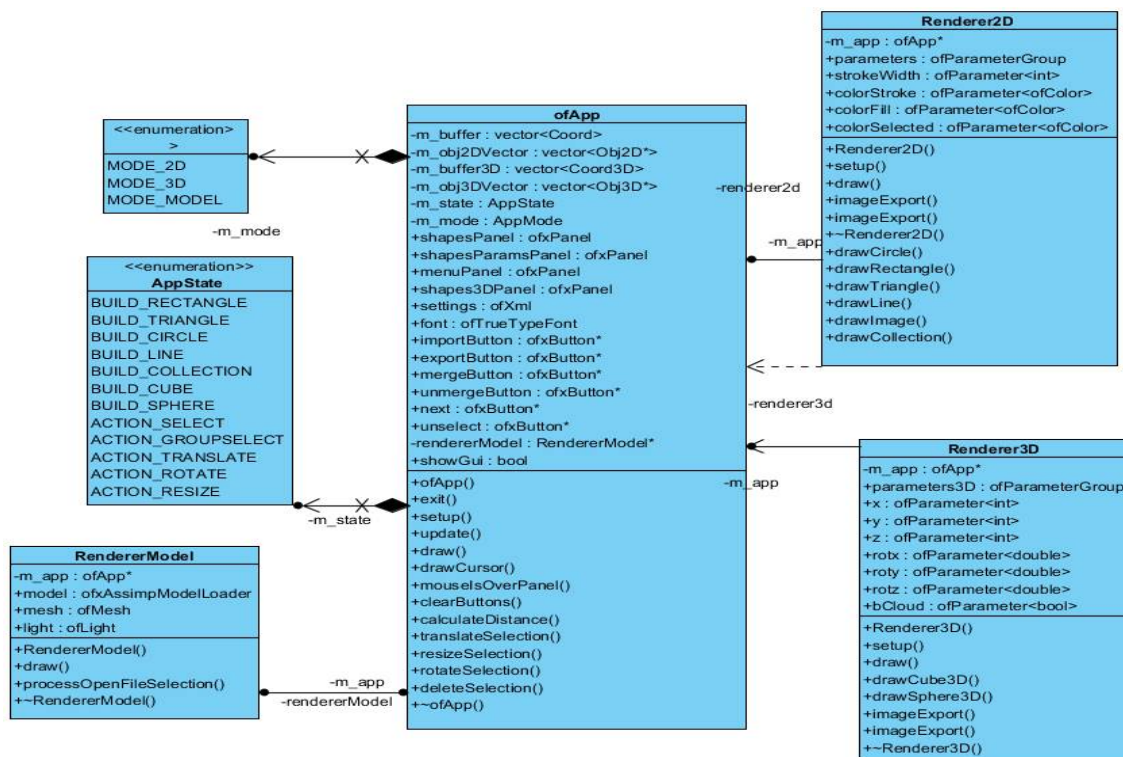 <<enumeration>
>
MODE_2D
MODE_3D
MODE_MODEL
-m_mode
<<enumeration>>
AppState
BUILD_RECTANGLE
BUILD_TRIANGLE
BUILD_CIRCLE
BUILD_LINE
BUILD_COLLECTION
BUILD_CUBE
BUILD_SPHERE
ACTION_SELECT
ACTION_GROUPSELECT
ACTION_TRANSLATE
ACTION_ROTATE
ACTION_RESIZE
-m_state
RendererModel
-m_app : ofApp*
+model : ofxAssimpModelLoader
+mesh : ofMesh
+light : ofLight
+RendererModel()
+draw()
+processOpenFileSelection()
+~RendererModel()
-m_app
-rendererModel
ofApp
-m_buffer : vector<Coord>
-m_obj2DVector : vector<Obj2D*>
-m_buffer3D : vector<Coord3D>
-m_obj3DVector : vector<Obj3D*>
-m_state : AppState
-m_mode : AppMode
+shapesPanel : ofxPanel
+shapesParamsPanel : ofxPanel
+menuPanel : ofxPanel
+shapes3DPanel : ofxPanel
+settings : ofXml
+font : ofTrueTypeFont
+importButton : ofxButton*
+exportButton : ofxButton*
+mergeButton : ofxButton*
+unmergeButton : ofxButton*
+next : ofxButton*
+unselect : ofxButton*
-rendererModel : RendererModel*
+showGui : bool
+ofApp()
+exit()
+setup()
+update()
+draw()
+drawCursor()
+mouseIsOverPanel()
+clearButtons()
+calculateDistance()
+translateSelection()
+resizeSelection()
+rotateSelection()
+deleteSelection()
+~ofApp()
-renderer2d
-m_app
-renderer3d
-m_app
Renderer2D
-m_app : ofApp*
+parameters : ofParameterGroup
+strokeWidth : ofParameter<int>
+colorStroke : ofParameter<ofColor>
+colorFill : ofParameter<ofColor>
+colorSelected : ofParameter<ofColor>
+Renderer2D()
+setup()
+draw()
+imageExport()
+imageExport()
+~Renderer2D()
+drawCircle()
+drawRectangle()
+drawTriangle()
+drawLine()
+drawImage()
+drawCollection()
Renderer3D
-m_app : ofApp*
+parameters3D : ofParameterGroup
+x : ofParameter<int>
+y : ofParameter<int>
+z : ofParameter<int>
+rotx : ofParameter<double>
+roty : ofParameter<double>
+rotz : ofParameter<double>
+bCloud : ofParameter<bool>
+Renderer3D()
+setup()
+draw()
+drawCube3D()
+drawSphere3D()
+imageExport()
+imageExport()
+~Renderer3D()